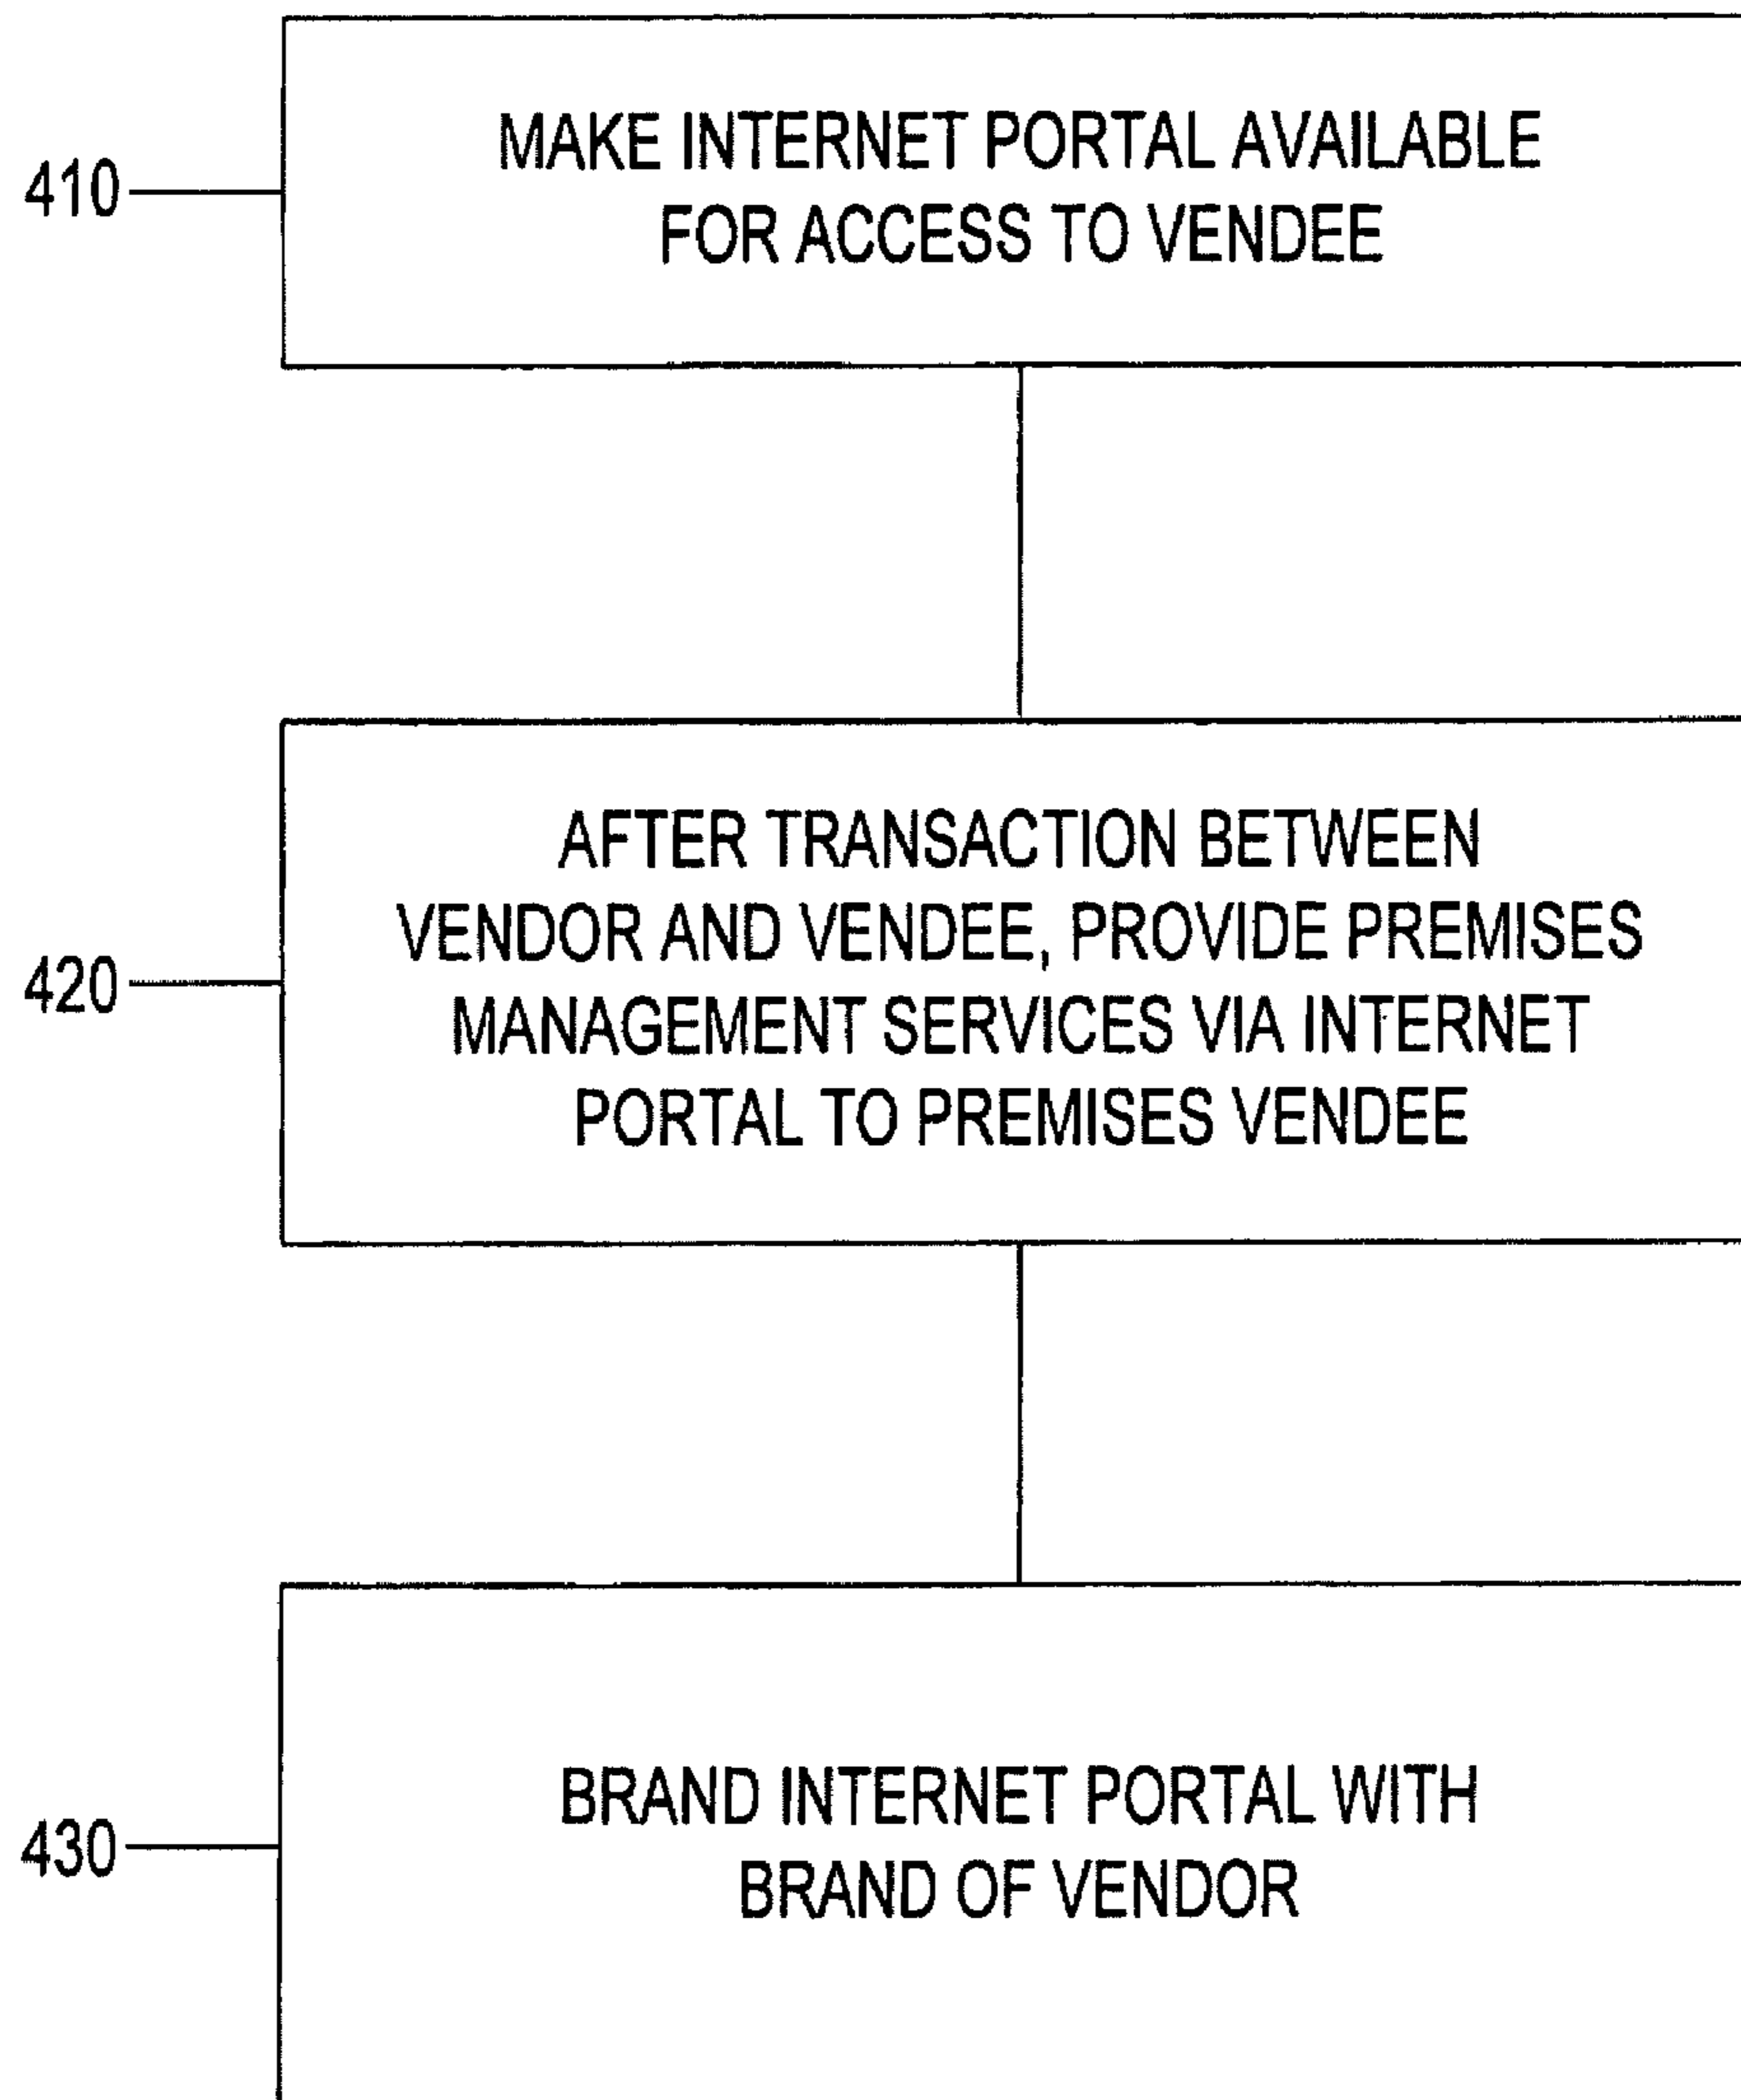 410
MAKE INTERNET PORTAL AVAILABLE
FOR ACCESS TO VENDEE
420
AFTER TRANSACTION BETWEEN
VENDOR AND VENDEE, PROVIDE PREMISES
MANAGEMENT SERVICES VIA INTERNET
PORTAL TO PREMISES VENDEE
430
BRAND INTERNET PORTAL WITH
BRAND OF VENDOR